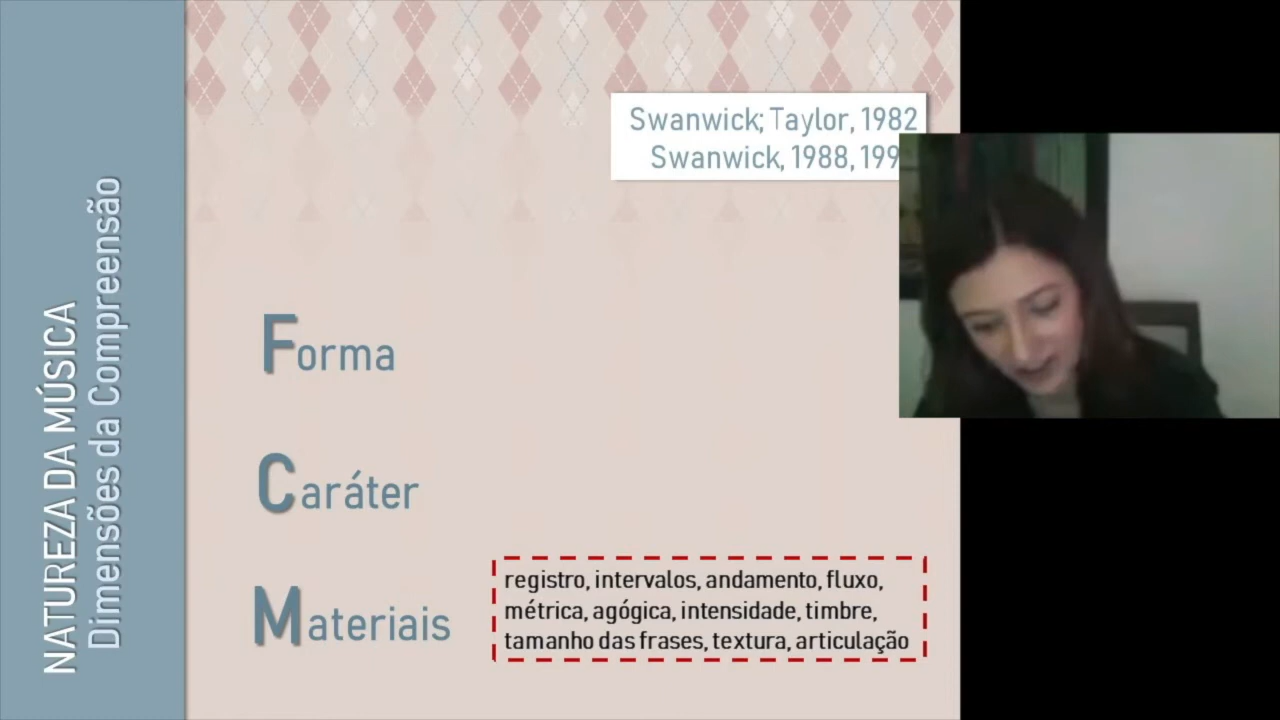 NATUREZA DA MÚSICA
Dimensões da Compreensão
Swanwick; Taylor, 1982
Swanwick, 1988,
Forma
Caráter
Materiais
registro, intervalos, andamento, fluxo,
métrica, agógica, intensidade, timbre,
tamanho das frases, textura, articulação